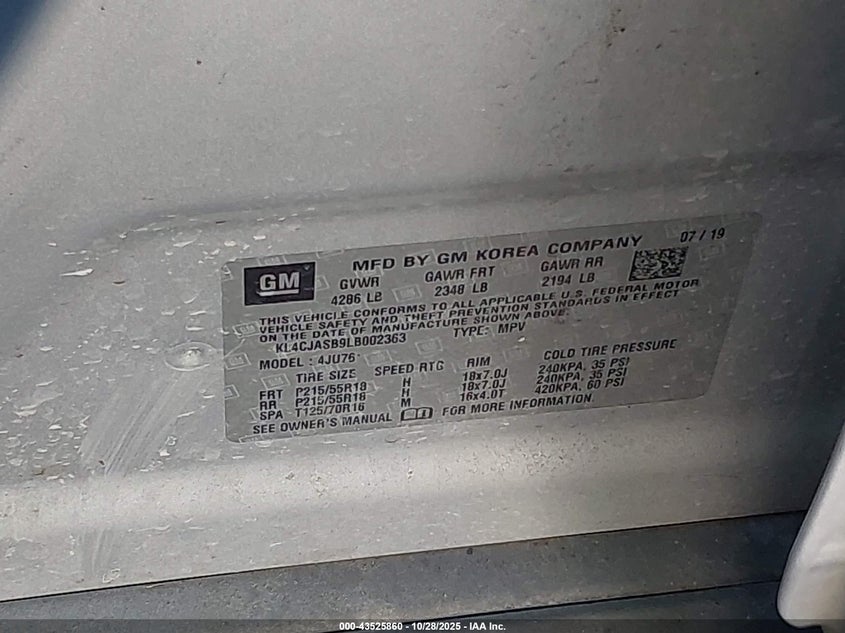 GM
MFD BY GM KOREA COMPANY 07 / 19
GVWR GAWR FRT GAWR RR
4286 LB 2348 LB 2194 LB
THIS VEHICLE CONFORMS TO ALL APPLICABLE U.S. FEDERAL MOTOR
VEHICLE SAFETY AND THEFT PREVENTION STANDARDS IN EFFECT
ON THE DATE OF MANUFACTURE SHOWN ABOVE.
KL4CJASB9LB002363 TYPE: MPV
MODEL: 4JU76
TIRE SIZE SPEED RTG RIM COLD TIRE PRESSURE
FRT P215/55R18 H 18x7.0J 240KPA, 35 PSI
RR P215/55R18 H 18x7.0J 240KPA, 35 PSI
SPA T125/70R16 M 16x4.0T 420KPA, 60 PSI
SEE OWNER'S MANUAL FOR MORE INFORMATION.
000-43525860 - 10/28/2025 - IAA Inc.